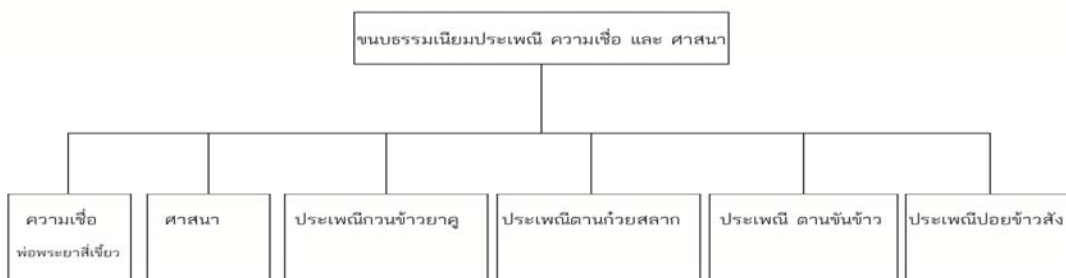 ขนบธรรมเนียมประเพณี ความเชื่อ และ ศาสนา
ความเชื่อ
พ่อพระยาสี่เขี้ยว
ศาสนา
ประเพณีกวนข้าวยาคู
ประเพณีตานก๋วยสลาก
ประเพณี ตานขันข้าว
ประเพณีปอยข้าวสัง